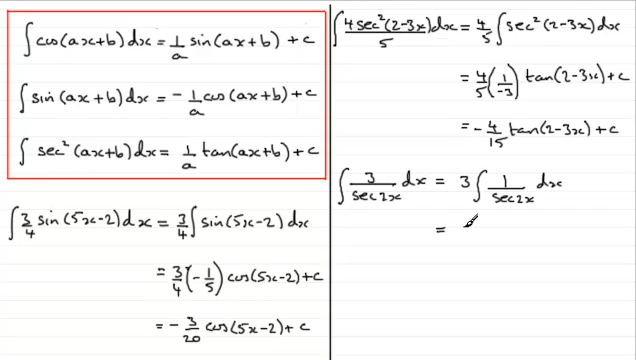 ∫ cos(ax+b) dx = 1/a sin(ax+b) + c
∫ sin(ax+b) dx = -1/a cos(ax+b) + c
∫ sec²(ax+b) dx = 1/a tan(ax+b) + c
∫ 3/4 sin(5x-2) dx = 3/4 ∫ sin(5x-2) dx
= 3/4 (-1/5) cos(5x-2) + c
= -3/20 cos(5x-2) + c
∫ 4sec²(2-3x)/5 dx = 4/5 ∫ sec²(2-3x) dx
= 4/5 (1/-3) tan(2-3x) + c
= -4/15 tan(2-3x) + c
∫ 3/sec2x dx = 3 ∫ 1/sec2x dx
=